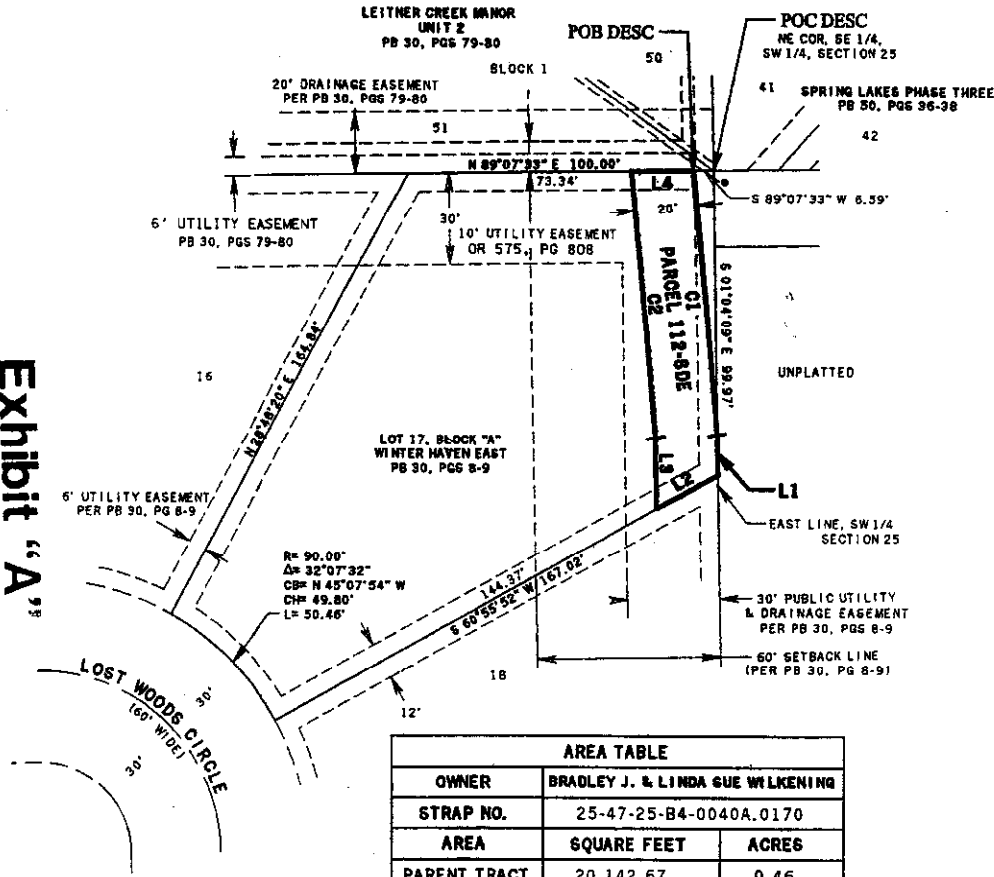 LEITNER CREEK MANOR
UNIT 2
PB 30, PGS 79-80
POB DESC
POC DESC
NE COR, SE 1/4,
SW 1/4, SECTION 25
50
BLOCK 1
41
SPRING LAKES PHASE THREE
PB 50, PGS 36-38
42
20' DRAINAGE EASEMENT
PER PB 30, PGS 79-80
51
N 89°07'33" E 100.00'
73.34'
L4
20'
S 89°07'33" W 6.59'
6' UTILITY EASEMENT
PB 30, PGS 79-80
30'
10' UTILITY EASEMENT
OR 575, PG 808
C1
PARCEL 112-SDE
C2
S 01°04'09" E 99.97'
UNPLATTED
Exhibit "A"
16
N 28°48'20" E 164.84'
LOT 17, BLOCK "A"
WINTER HAVEN EAST
PB 30, PGS 8-9
L3
L2
L1
6' UTILITY EASEMENT
PER PB 30, PG 8-9
EAST LINE, SW 1/4
SECTION 25
R= 90.00'
Δ= 32°07'32"
CB= N 45°07'54" W
CH= 49.80'
L= 50.46'
144.37'
S 60°55'52" W 167.02'
30' PUBLIC UTILITY
& DRAINAGE EASEMENT
PER PB 30, PGS 8-9
60' SETBACK LINE
(PER PB 30, PG 8-9)
18
12'
LOST WOODS CIRCLE
(60' WIDE)
30'
30'
AREA TABLE
OWNER BRADLEY J. & LINDA SUE WILKENING
STRAP NO. 25-47-25-B4-0040A.0170
AREA SQUARE FEET ACRES
PARENT TRACT 20,142.67 0.46